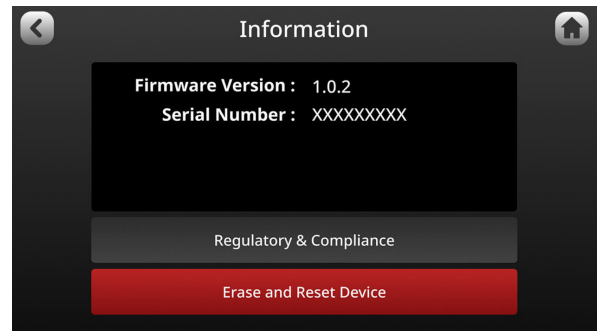 Information
Firmware Version : 1.0.2
Serial Number : XXXXXXXXX
Regulatory & Compliance
Erase and Reset Device